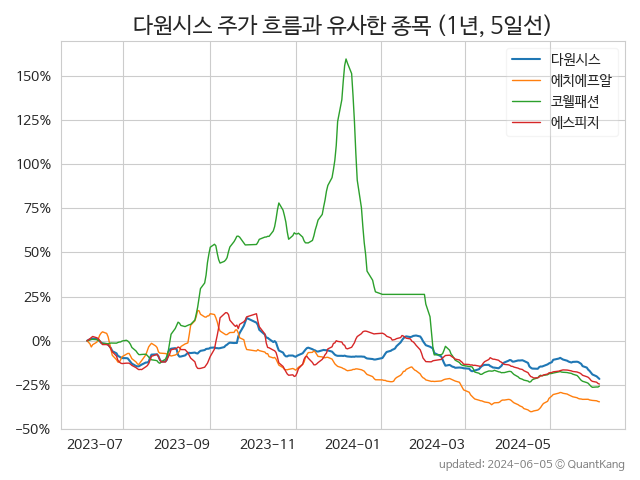 다원시스 주가 흐름과 유사한 종목 (1년, 5일선)
다원시스
에치에프알
코웰패션
에스피지
150%
125%
100%
75%
50%
25%
0%
−25%
−50%
2023-07 2023-09 2023-11 2024-01 2024-03 2024-05
updated: 2024-06-05 © QuantKang